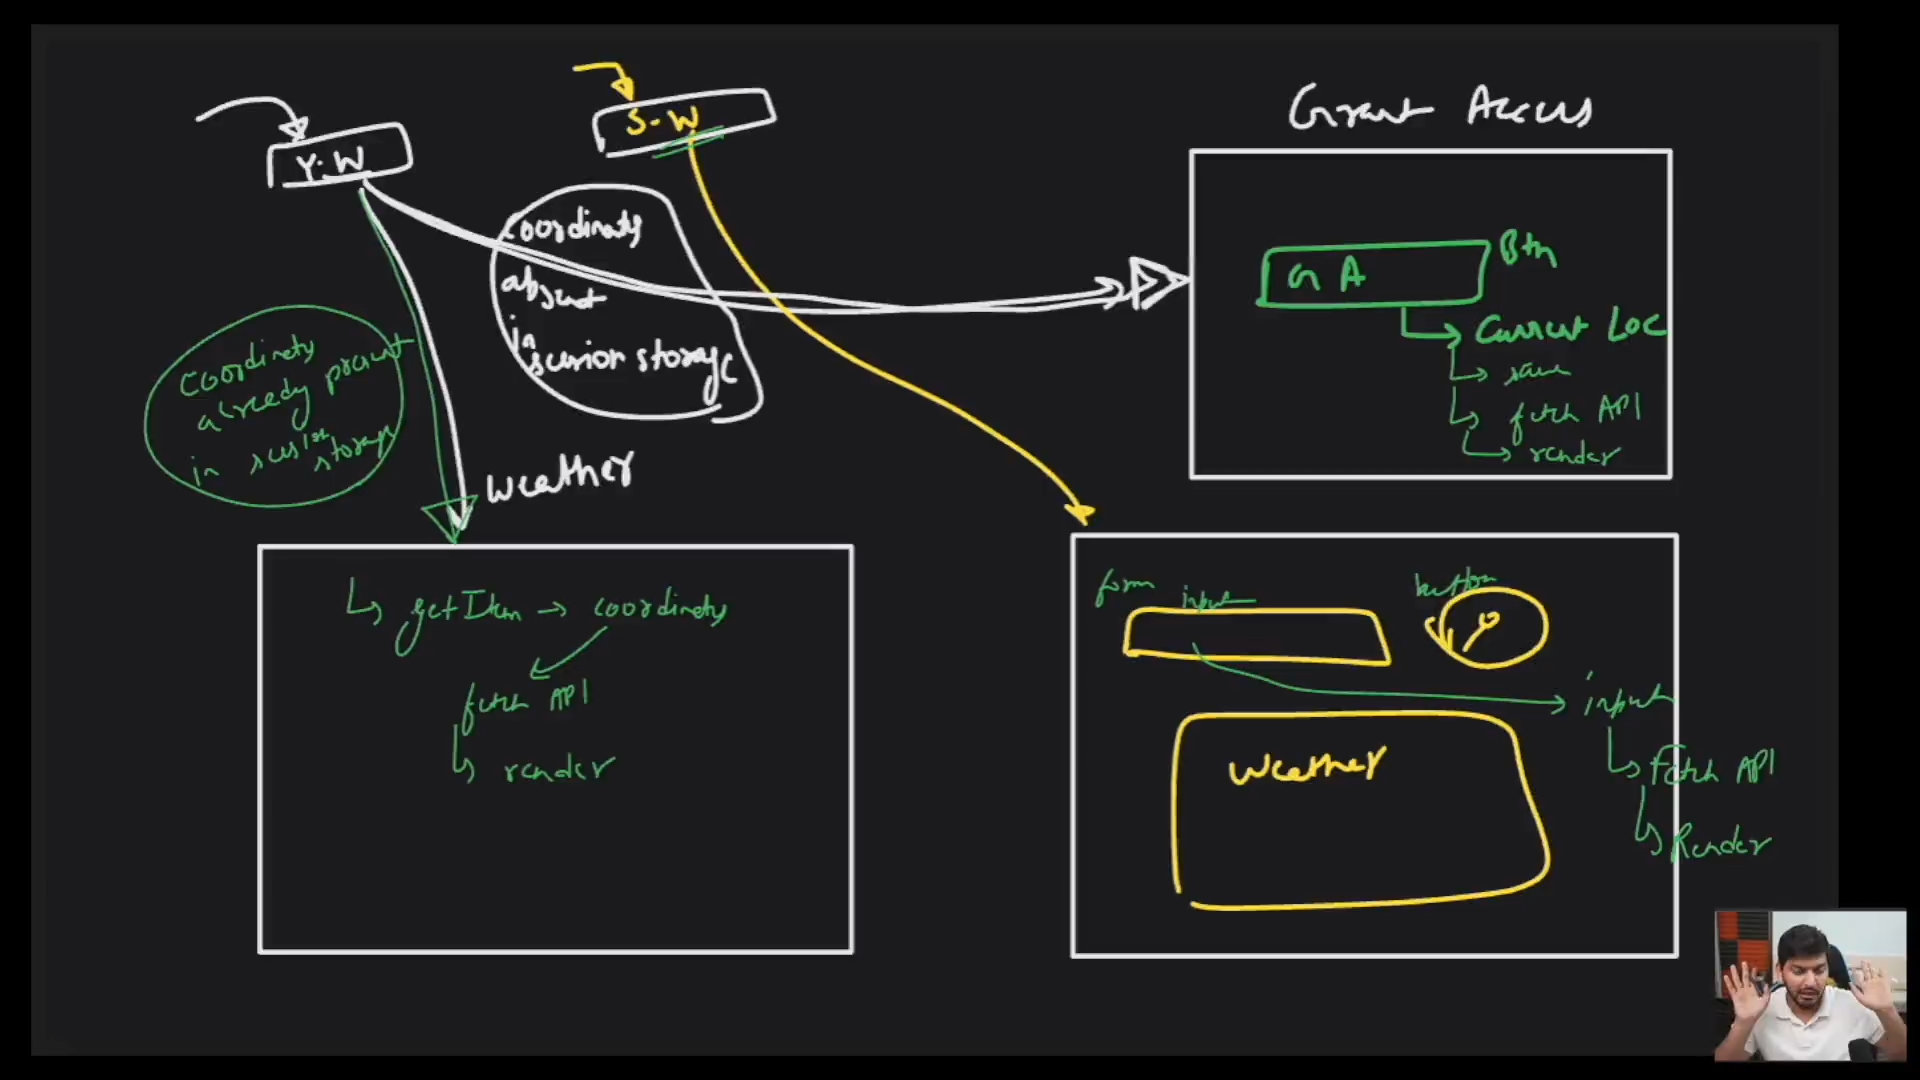 Y.W
S-W
Grant Access
coordinates
absent
in
session storage
G A
Btn
Current Loc
save
fetch API
render
coordinates
already present
in session
storage
weather
getItem → coordinates
fetch API
render
form
input
button
input
Fetch API
Render
Weather